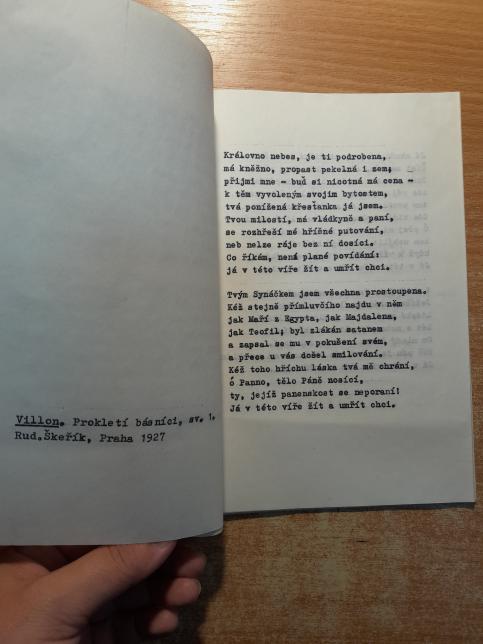 Villon. Prokletí básníci, sv. 1.
Rud.Škeřík, Praha 1927
Královno nebes, je ti podrobena,
má kněžno, propast pekelná i zem;
přijmi mne - buď si nicotná má cena -
k těm vyvoleným svojim bytostem,
tvá ponížená křesťanka já jsem.
Tvou milostí, má vládkyně a paní,
se rozhřeší mé hříčné putování,
neb nelze ráje bez ní dosíci.
Co říkám, není plané povídání:
já v této víře žít a umřít chci.
Tvým Synáčkem jsem všechna prostoupena.
Kéž stejně přímluvčího najdu v něm
jak Maří z Egypta, jak Majdalena,
jak Teofil; byl zlákán satanem
a zapsal se mu v pokušení svém,
a přece u vás došel smilování.
Kéž toho hříchu láska tvá mě chrání,
ó Panno, tělo Páně nosící,
ty, jejíž panenskost se neporaní!
Já v této víře žít a umřít chci.